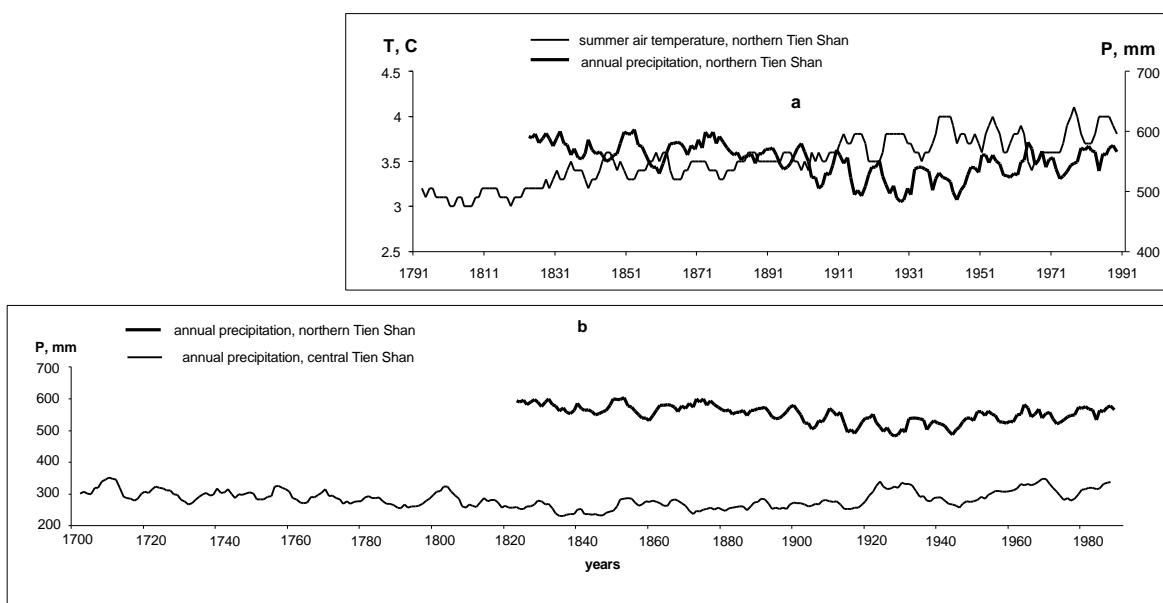 T, C
summer air temperature, northern Tien Shan
annual precipitation, northern Tien Shan
P, mm
a
4.5
4
3.5
3
2.5
700
600
500
400
1791 1811 1831 1851 1871 1891 1911 1931 1951 1971 1991
b
annual precipitation, northern Tien Shan
annual precipitation, central Tien Shan
P, mm
700
600
500
400
300
200
1700 1720 1740 1760 1780 1800 1820 1840 1860 1880 1900 1920 1940 1960 1980
years